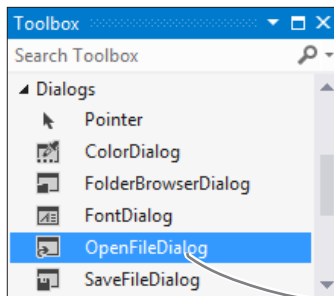 Toolbox
Search Toolbox
Dialogs
Pointer
ColorDialog
FolderBrowserDialog
FontDialog
OpenFileDialog
SaveFileDialog